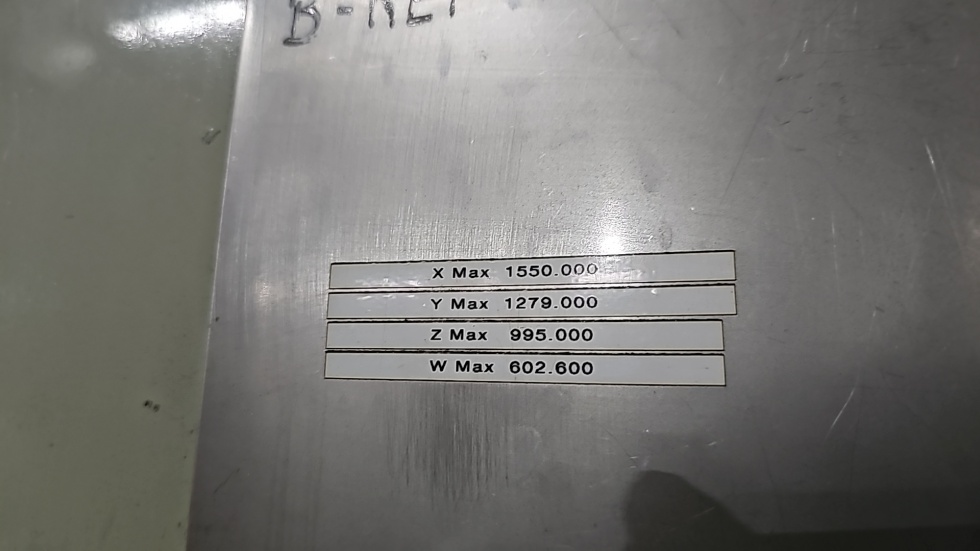 X Max 1550.000
Y Max 1279.000
Z Max 995.000
W Max 602.600